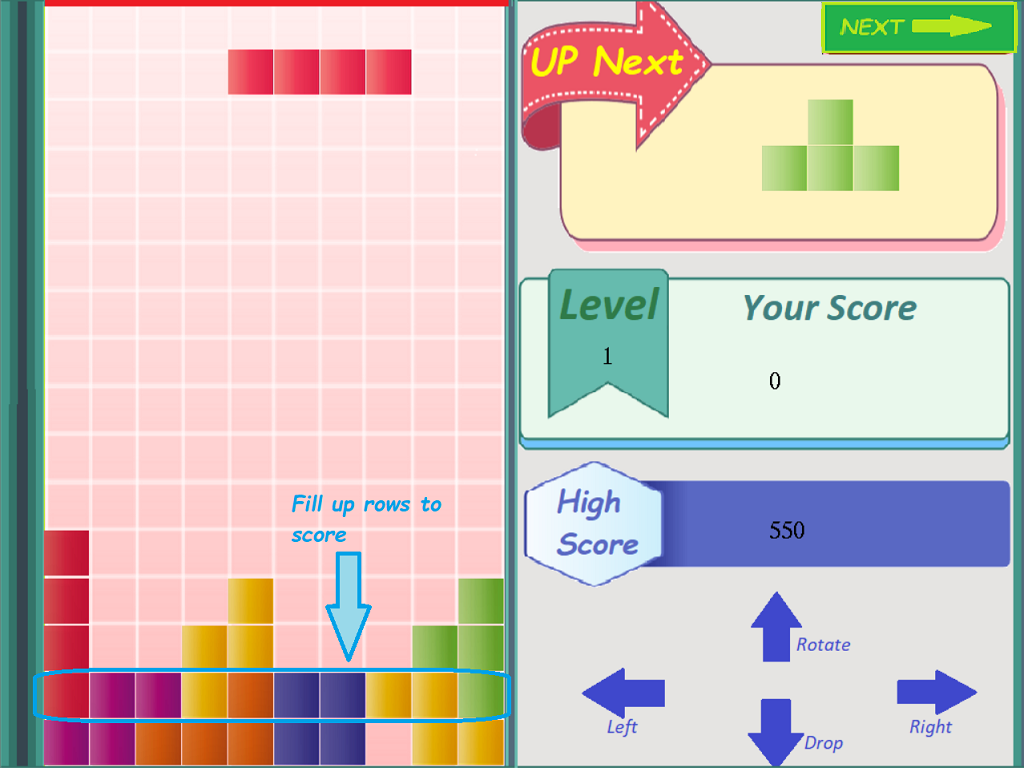 NEXT
UP Next
Level
Your Score
1
0
Fill up rows to
score
High
Score
550
Rotate
Left
Right
Drop